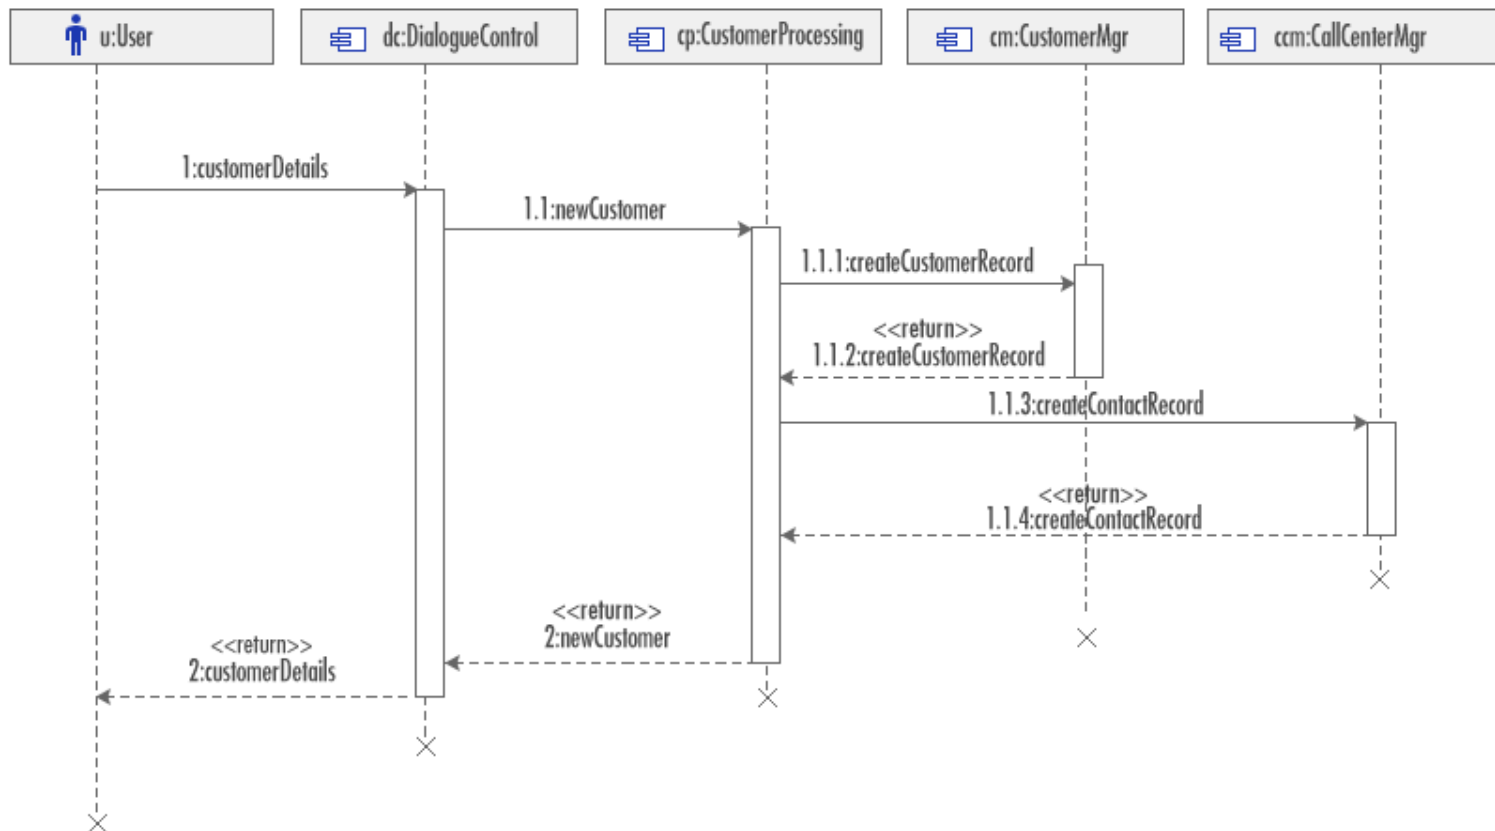 u:User
dc:DialogueControl
cp:CustomerProcessing
cm:CustomerMgr
ccm:CallCenterMgr
1:customerDetails
1.1:newCustomer
1.1.1:createCustomerRecord
<<return>>
1.1.2:createCustomerRecord
1.1.3:createContactRecord
<<return>>
1.1.4:createContactRecord
<<return>>
2:newCustomer
<<return>>
2:customerDetails